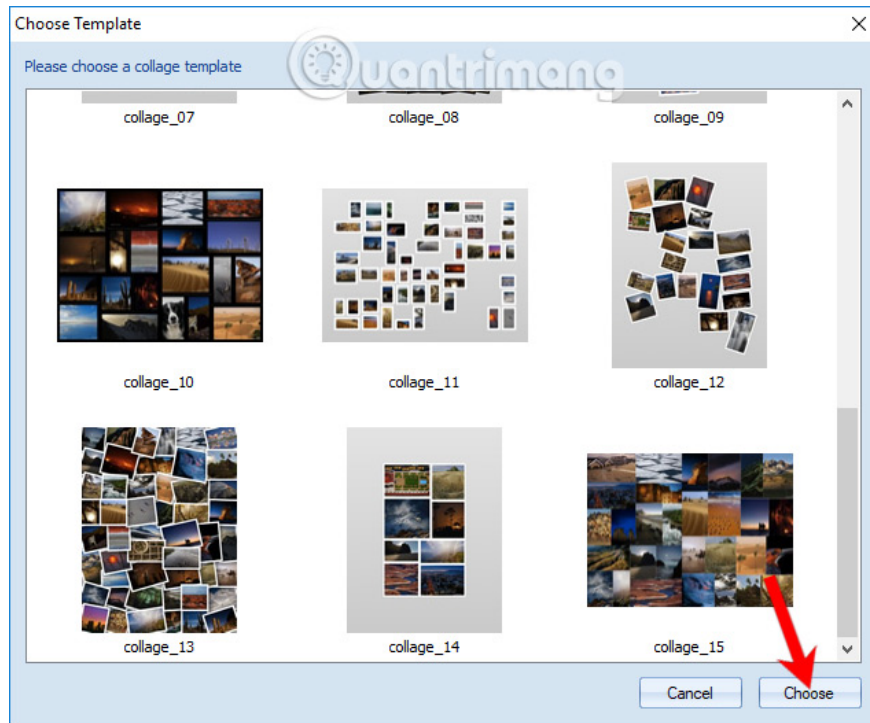 Choose Template
Please choose a collage template
Quantrimang
collage_07 collage_08 collage_09
collage_10 collage_11 collage_12
collage_13 collage_14 collage_15
Cancel Choose